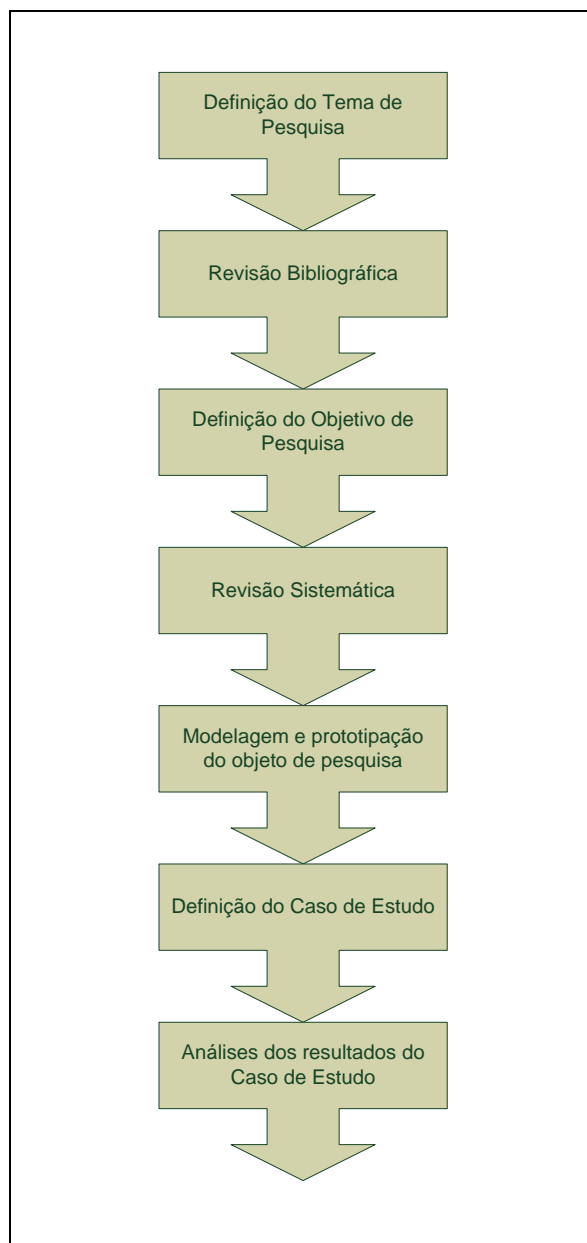 Definição do Tema de
Pesquisa
Revisão Bibliográfica
Definição do Objetivo de
Pesquisa
Revisão Sistemática
Modelagem e prototipação
do objeto de pesquisa
Definição do Caso de Estudo
Análises dos resultados do
Caso de Estudo